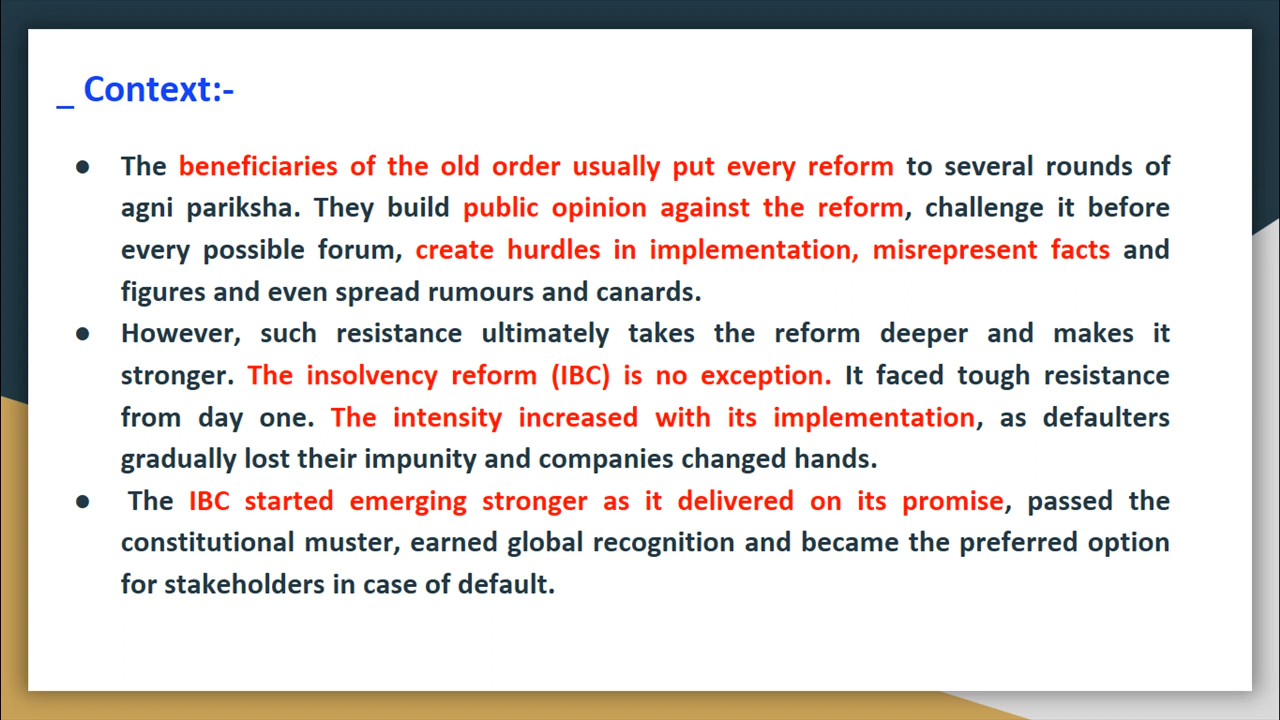 _ Context:-
● The beneficiaries of the old order usually put every reform to several rounds of
agni pariksha. They build public opinion against the reform, challenge it before
every possible forum, create hurdles in implementation, misrepresent facts and
figures and even spread rumours and canards.
● However, such resistance ultimately takes the reform deeper and makes it
stronger. The insolvency reform (IBC) is no exception. It faced tough resistance
from day one. The intensity increased with its implementation, as defaulters
gradually lost their impunity and companies changed hands.
● The IBC started emerging stronger as it delivered on its promise, passed the
constitutional muster, earned global recognition and became the preferred option
for stakeholders in case of default.